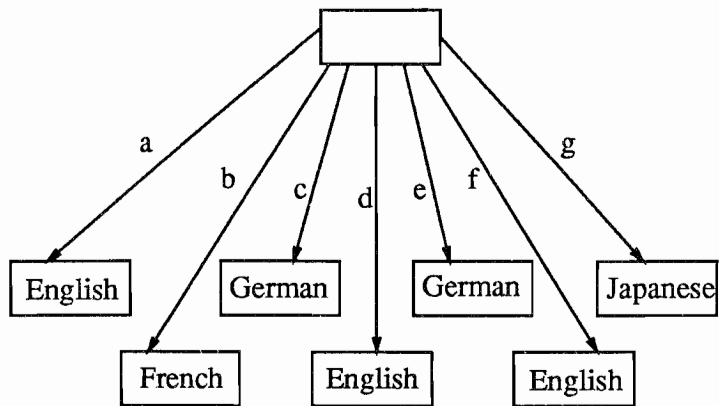 a
b
c
d
e
f
g
English
German
German
Japanese
French
English
English